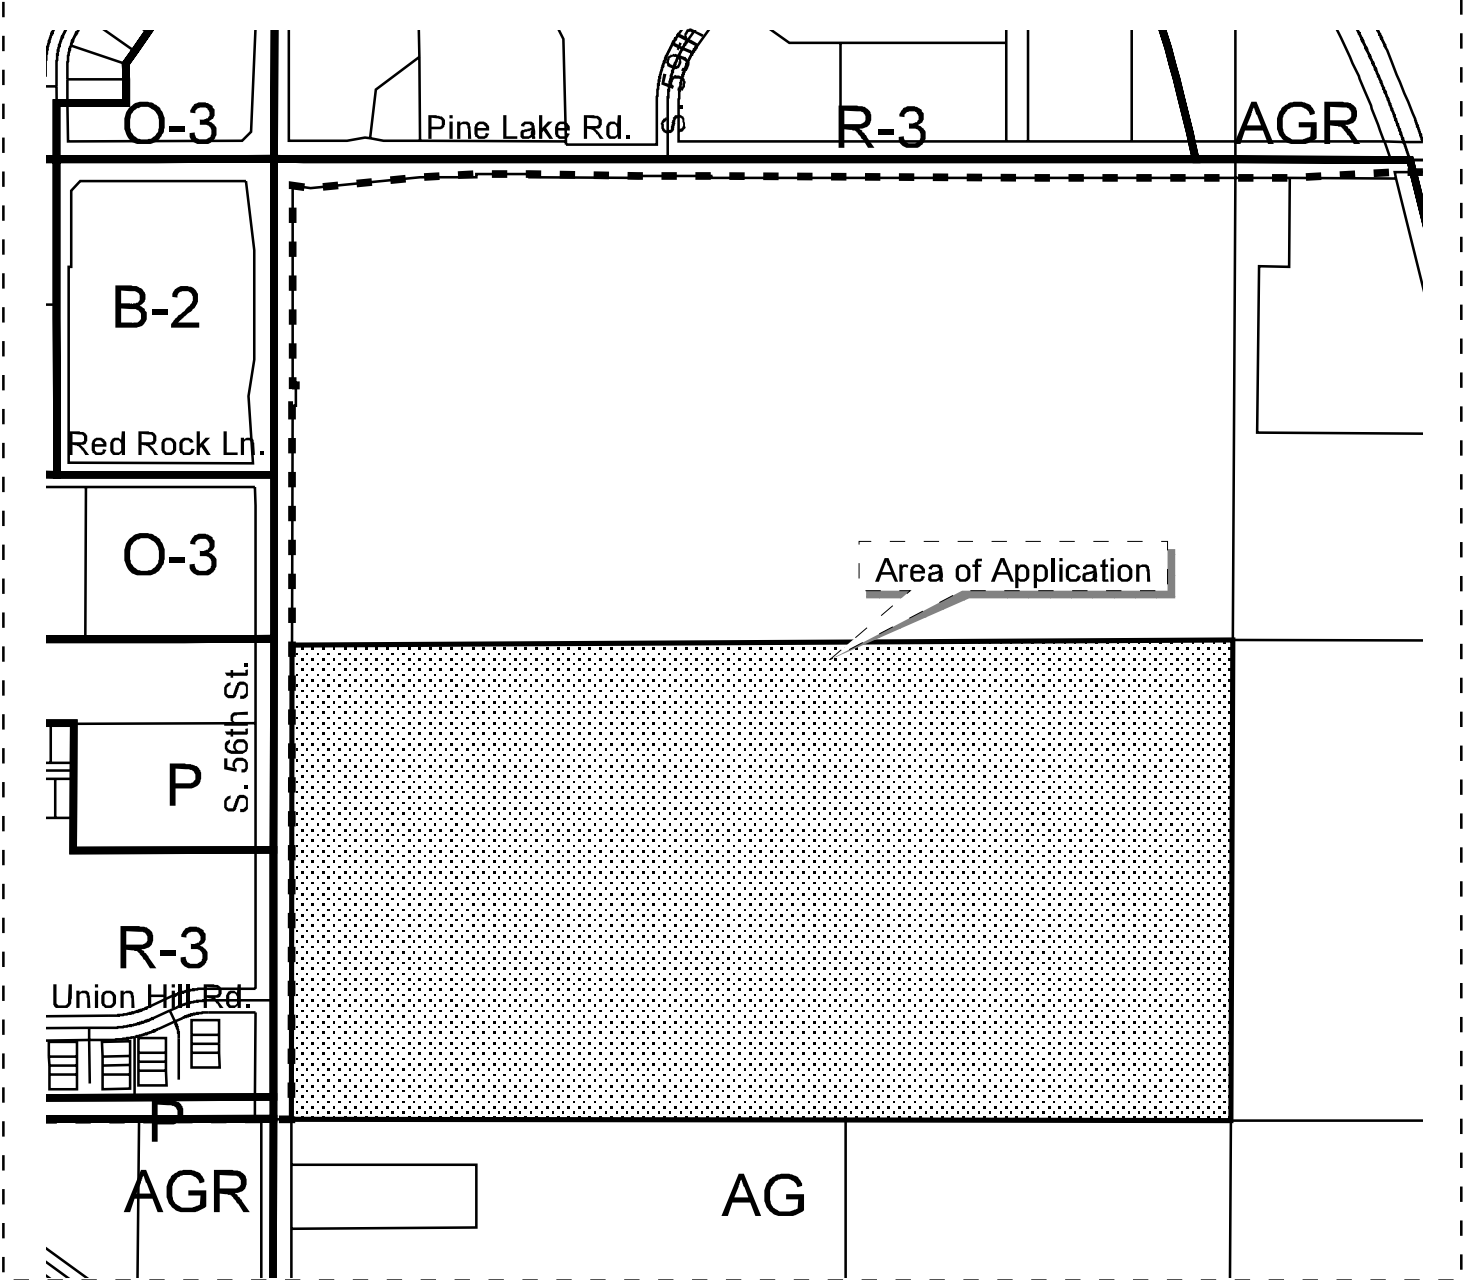 S. 59th
O-3
Pine Lake Rd.
R-3
AGR
B-2
Red Rock Ln.
O-3
Area of Application
S. 56th St.
P
R-3
Union Hill Rd.
P
AGR
AG